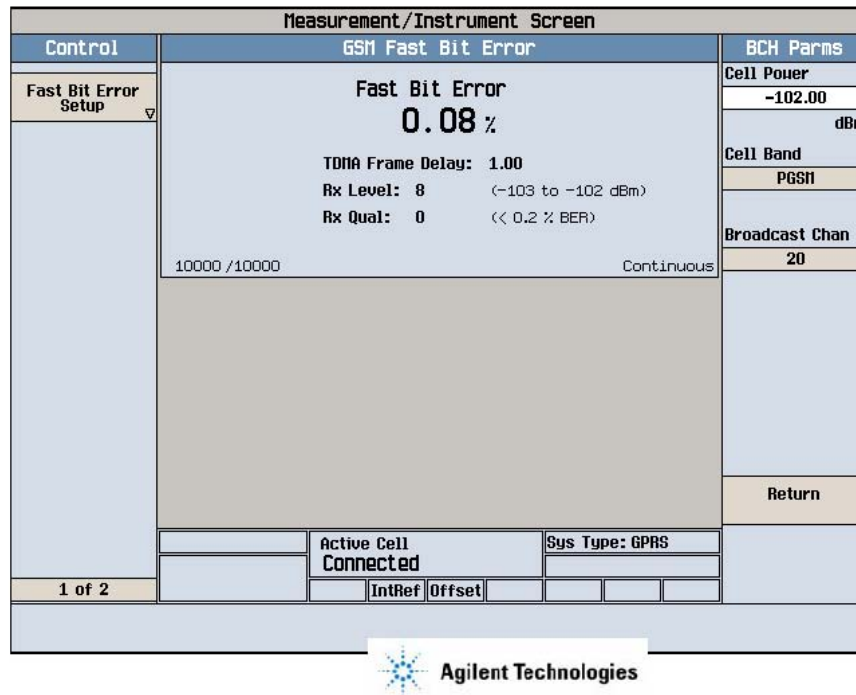 Measurement/Instrument Screen
Control
GSM Fast Bit Error
BCH Parms
Fast Bit Error
Setup
Fast Bit Error
0.08 %
TDMA Frame Delay: 1.00
Rx Level: 8 (-103 to -102 dBm)
Rx Qual: 0 (< 0.2 % BER)
10000 /10000
Continuous
Cell Power
-102.00
Cell Band
PGSM
Broadcast Chan
20
Return
Active Cell
Connected
Sys Type: GPRS
IntRef
Offset
1 of 2
Agilent Technologies